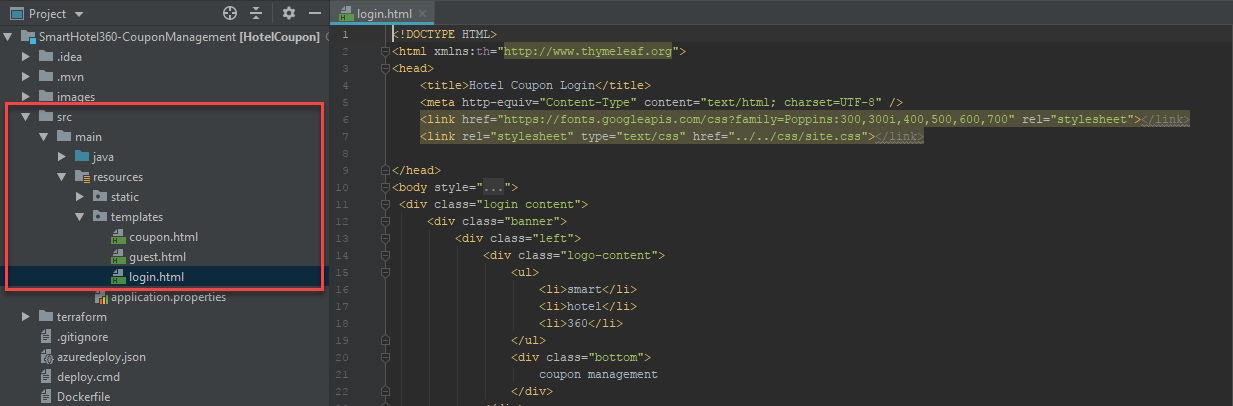 Project
SmartHotel360-CouponManagement [HotelCoupon]
.idea
.mvn
images
src
main
java
resources
static
templates
coupon.html
guest.html
login.html
application.properties
terraform
.gitignore
azuredeploy.json
deploy.cmd
Dockerfile
login.html
1 <!DOCTYPE HTML>
2 <html xmlns:th="http://www.thymeleaf.org">
3 <head>
4 <title>Hotel Coupon Login</title>
5 <meta http-equiv="Content-Type" content="text/html; charset=UTF-8" />
6 <link href="https://fonts.googleapis.com/css?family=Poppins:300,300i,400,500,600,700" rel="stylesheet"></link>
7 <link rel="stylesheet" type="text/css" href="../../css/site.css"></link>
8
9 </head>
10 <body style="...">
11 <div class="login content">
12 <div class="banner">
13 <div class="left">
14 <div class="logo-content">
15 <ul>
16 <li>smart</li>
17 <li>hotel</li>
18 <li>360</li>
19 </ul>
20 <div class="bottom">
21 coupon management
22 </div>